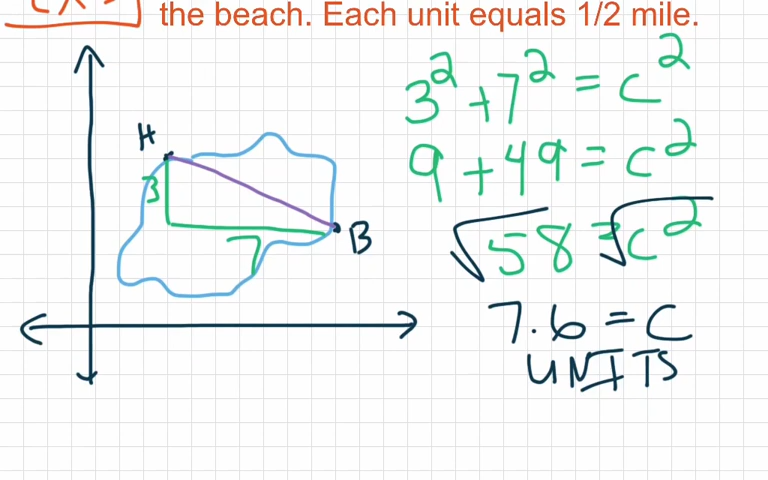 the beach. Each unit equals 1/2 mile.
3² + 7² = c²
9 + 49 = c²
√58 = √c²
7.6 = C
UNITS
H
3
7
B